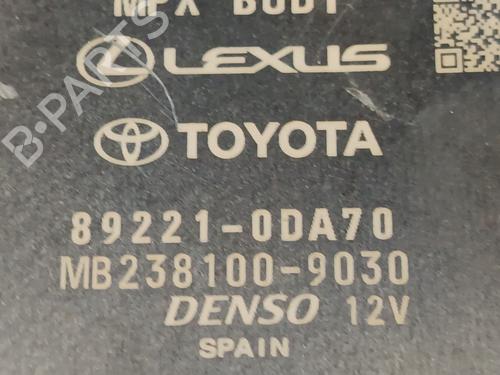 MPX BODY
LEXUS
TOYOTA
89221-0DA70
MB238100-9030
DENSO 12V
SPAIN
B-PARTS